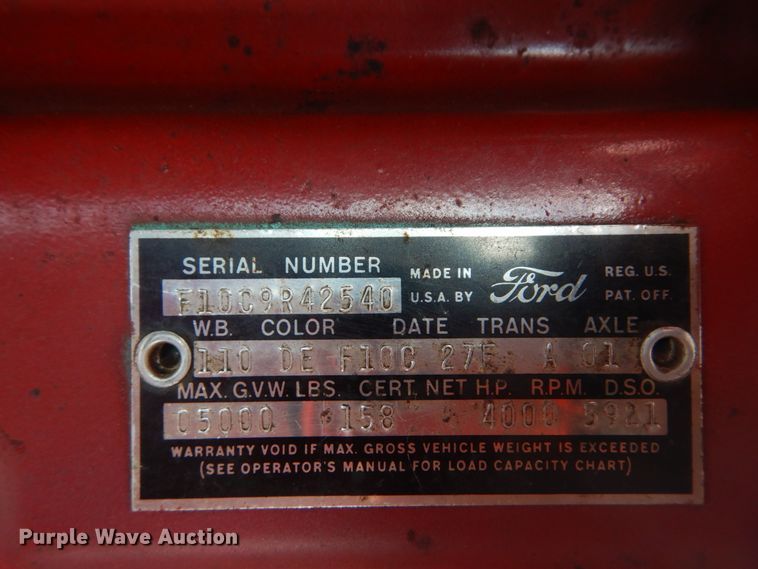 SERIAL NUMBER MADE IN Ford REG. U.S.
F10C9R42540 U.S.A. BY PAT. OFF.
W.B. COLOR DATE TRANS AXLE
110 DE F10C 27E A 01
MAX. G.V.W. LBS. CERT. NET H.P. R.P.M. D.S.O.
05000 158 4000 5921
WARRANTY VOID IF MAX. GROSS VEHICLE WEIGHT IS EXCEEDED
(SEE OPERATOR'S MANUAL FOR LOAD CAPACITY CHART)
Purple Wave Auction